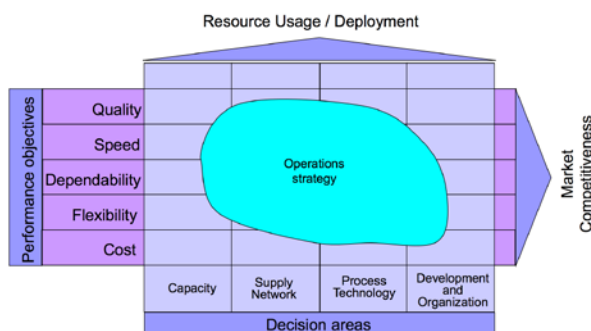 Resource Usage / Deployment
Performance objectives
Quality
Speed
Dependability
Flexibility
Cost
Operations
strategy
Market
Competitiveness
Capacity
Supply
Network
Process
Technology
Development
and
Organization
Decision areas